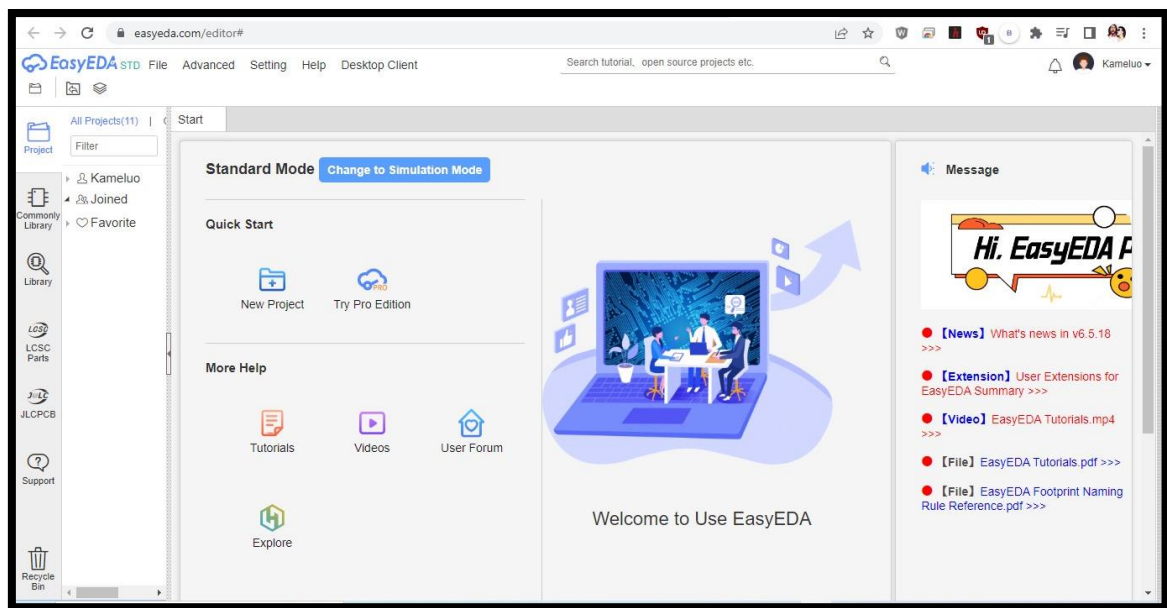 easyeda.com/editor#
EasyEDA STD File Advanced Setting Help Desktop Client
Search tutorial, open source projects etc.
Kameluo
All Projects(11) |
Start
Project
Filter
Kameluo
Joined
Favorite
Commonly
Library
Library
LCSC
LCSC
Parts
JLCPCB
Support
Recycle
Bin
Standard Mode Change to Simulation Mode
Quick Start
New Project
PRO
Try Pro Edition
More Help
Tutorials
Videos
User Forum
Explore
Welcome to Use EasyEDA
Message
Hi, EasyEDA P
【News】What's news in v6.5.18
>>>
【Extension】User Extensions for
EasyEDA Summary >>>
【Video】EasyEDA Tutorials.mp4
>>>
【File】EasyEDA Tutorials.pdf >>>
【File】EasyEDA Footprint Naming
Rule Reference.pdf >>>